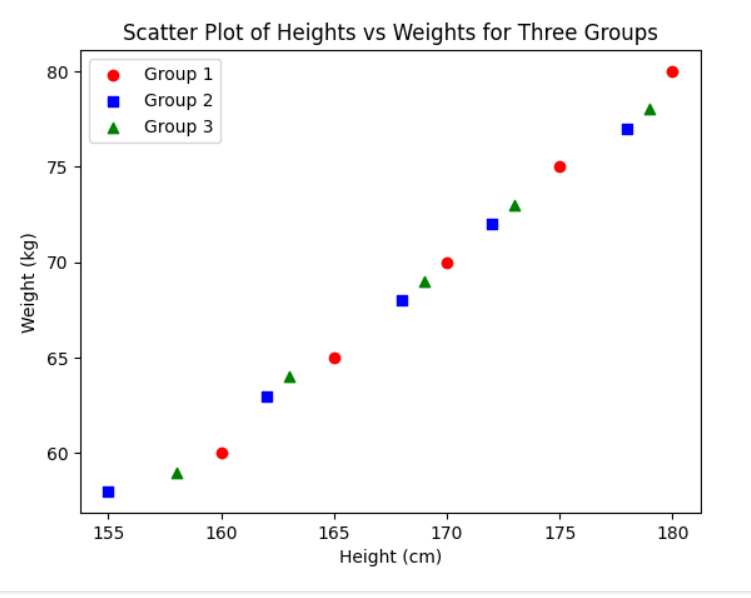 Scatter Plot of Heights vs Weights for Three Groups
Group 1
Group 2
Group 3
80
75
70
65
60
Weight (kg)
155 160 165 170 175 180
Height (cm)